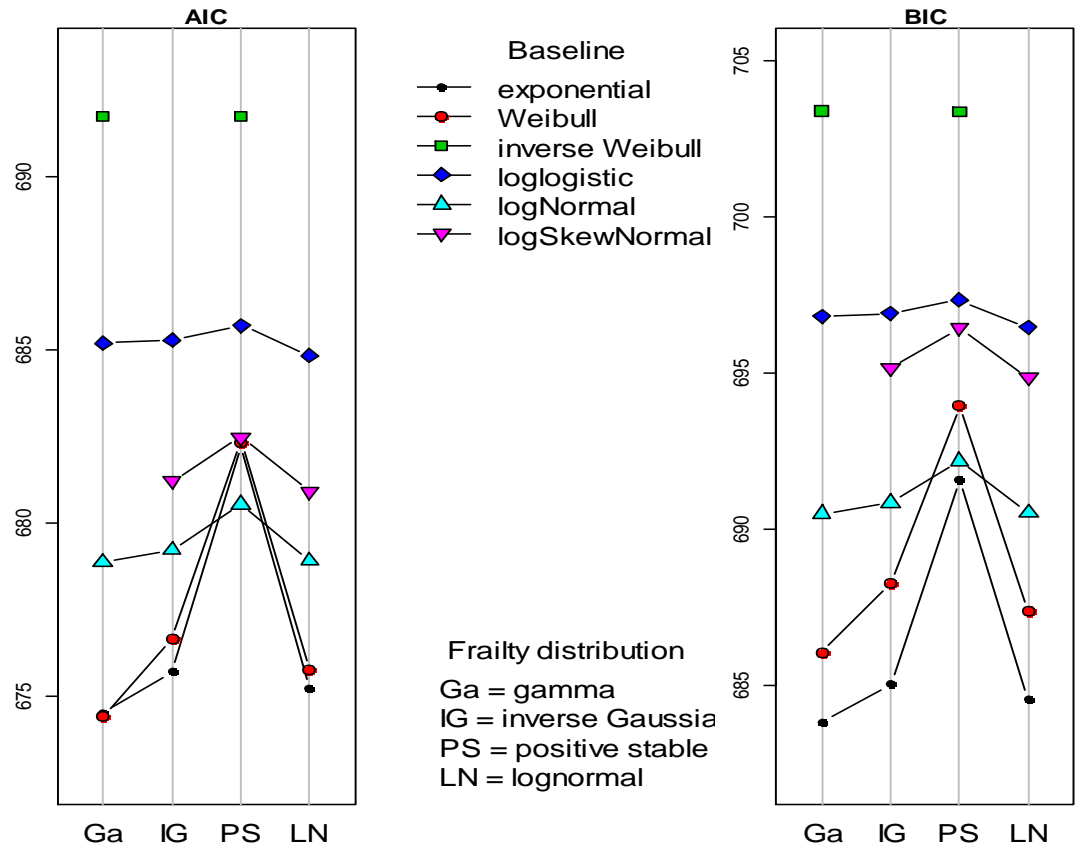 AIC
690
685
680
675
Ga IG PS LN
Baseline
exponential
Weibull
inverse Weibull
loglogistic
logNormal
logSkewNormal
Frailty distribution
Ga = gamma
IG = inverse Gaussia
PS = positive stable
LN = lognormal
BIC
705
700
695
690
685
Ga IG PS LN